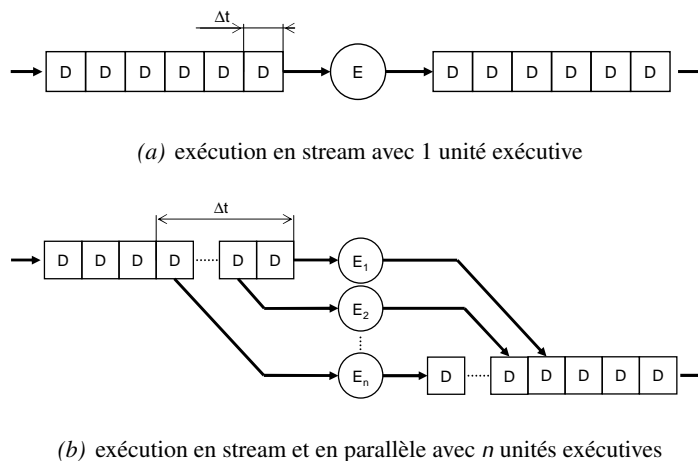 Δt
D D D D D D E D D D D D D
(a) exécution en stream avec 1 unité exécutive
Δt
D D D D D D E₁
E₂
Eₙ D D D D D D
(b) exécution en stream et en parallèle avec n unités exécutives